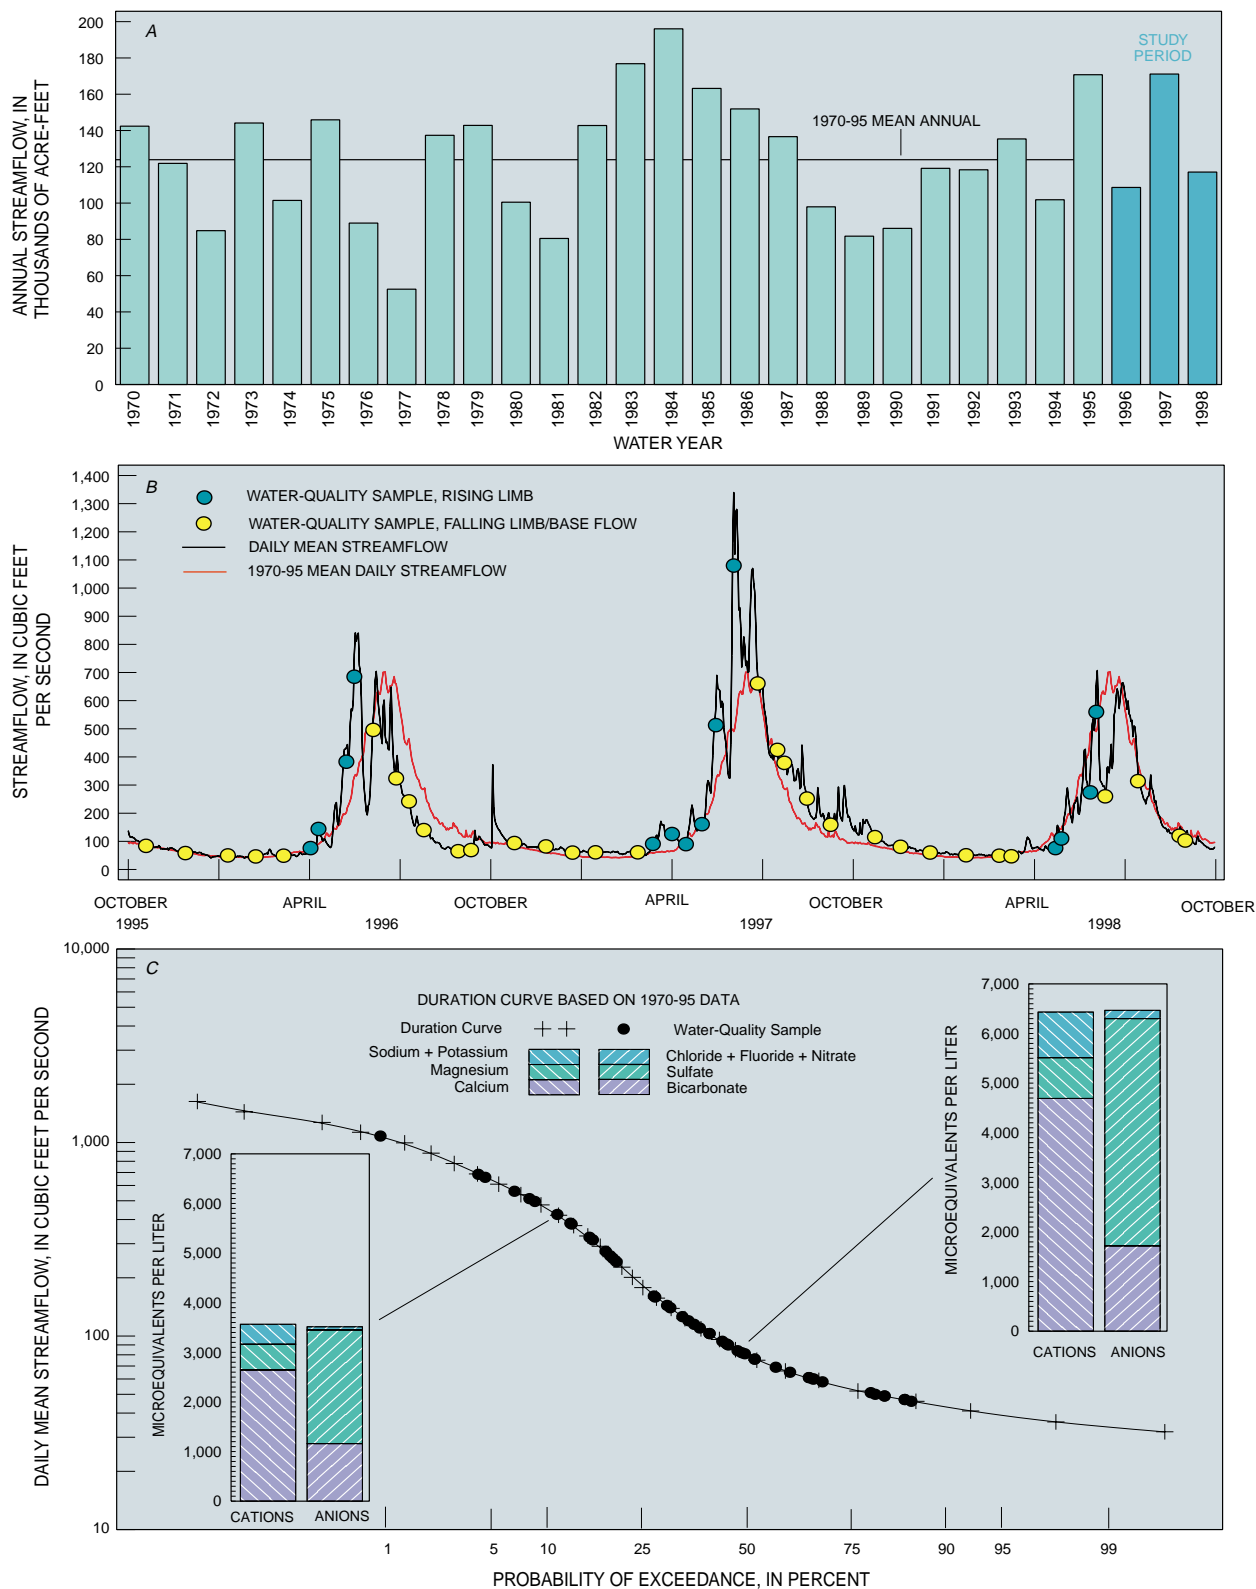 A
STUDY
PERIOD
1970-95 MEAN ANNUAL
ANNUAL STREAMFLOW, IN
THOUSANDS OF ACRE-FEET
200
180
160
140
120
100
80
60
40
20
0
1970
1971
1972
1973
1974
1975
1976
1977
1978
1979
1980
1981
1982
1983
1984
1985
1986
1987
1988
1989
1990
1991
1992
1993
1994
1995
1996
1997
1998
WATER YEAR
B
WATER-QUALITY SAMPLE, RISING LIMB
WATER-QUALITY SAMPLE, FALLING LIMB/BASE FLOW
DAILY MEAN STREAMFLOW
1970-95 MEAN DAILY STREAMFLOW
STREAMFLOW, IN CUBIC FEET
PER SECOND
1,400
1,300
1,200
1,100
1,000
900
800
700
600
500
400
300
200
100
0
OCTOBER
APRIL
OCTOBER
APRIL
OCTOBER
APRIL
OCTOBER
1995
1996
1997
1998
C
DURATION CURVE BASED ON 1970-95 DATA
Duration Curve
Water-Quality Sample
Sodium + Potassium
Chloride + Fluoride + Nitrate
Magnesium
Sulfate
Calcium
Bicarbonate
DAILY MEAN STREAMFLOW, IN CUBIC FEET PER SECOND
10,000
1,000
100
10
MICROEQUIVALENTS PER LITER
7,000
6,000
5,000
4,000
3,000
2,000
1,000
0
CATIONS
ANIONS
MICROEQUIVALENTS PER LITER
7,000
6,000
5,000
4,000
3,000
2,000
1,000
0
CATIONS
ANIONS
1
5
10
25
50
75
90
95
99
PROBABILITY OF EXCEEDANCE, IN PERCENT